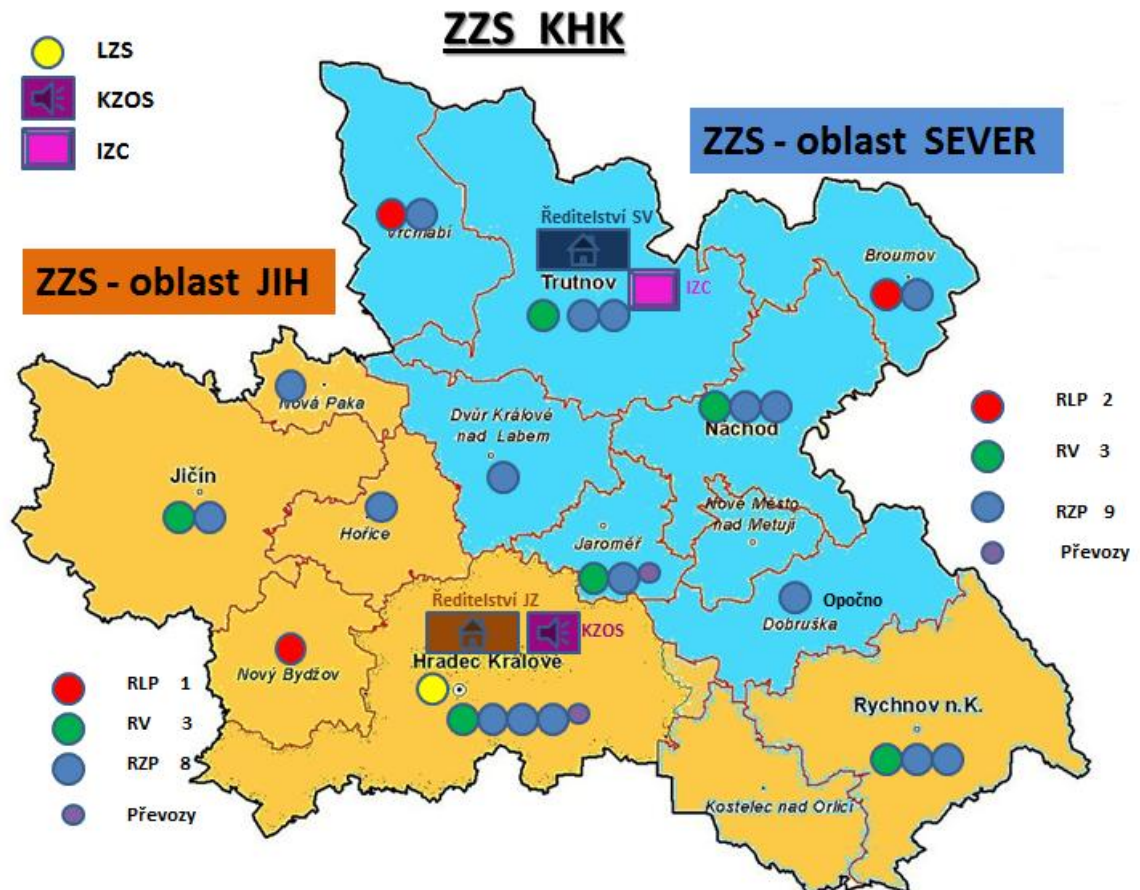 ZZS KHK
LZS
KZOS
IZC
ZZS - oblast SEVER
ZZS - oblast JIH
Ředitelství SV
Vrchlabí
Broumov
Trutnov
IZC
Nová Paka
Dvůr Králové
nad Labem
Náchod
RLP 2
RV 3
RZP 9
Převozy
Jičín
Hořice
Nové Město
nad Metují
Jaroměř
Opočno
Dobruška
Ředitelství JZ
KZOS
Hradec Králové
Nový Bydžov
RLP 1
RV 3
RZP 8
Převozy
Rychnov n.K.
Kostelec nad Orlicí